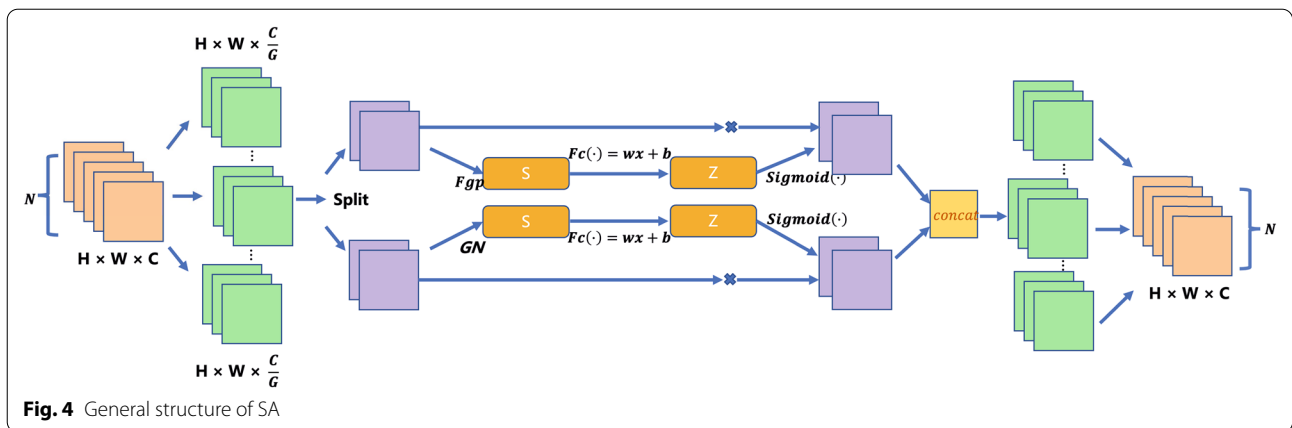 H × W × C/G
N
H × W × C
H × W × C/G
Split
Fgp
S
Fc(·) = wx + b
Z
Sigmoid(·)
GN
S
Fc(·) = wx + b
Z
Sigmoid(·)
concat
N
H × W × C
Fig. 4 General structure of SA